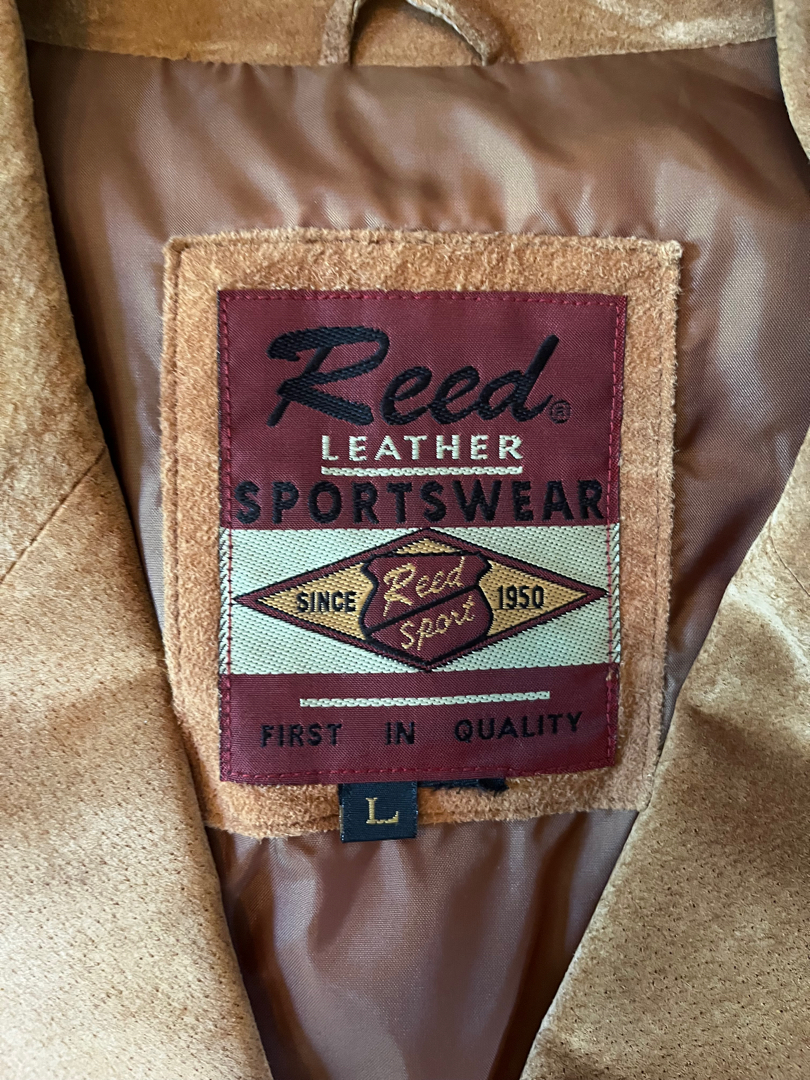 Reed®
LEATHER
SPORTSWEAR
SINCE Reed Sport 1950
FIRST IN QUALITY
L